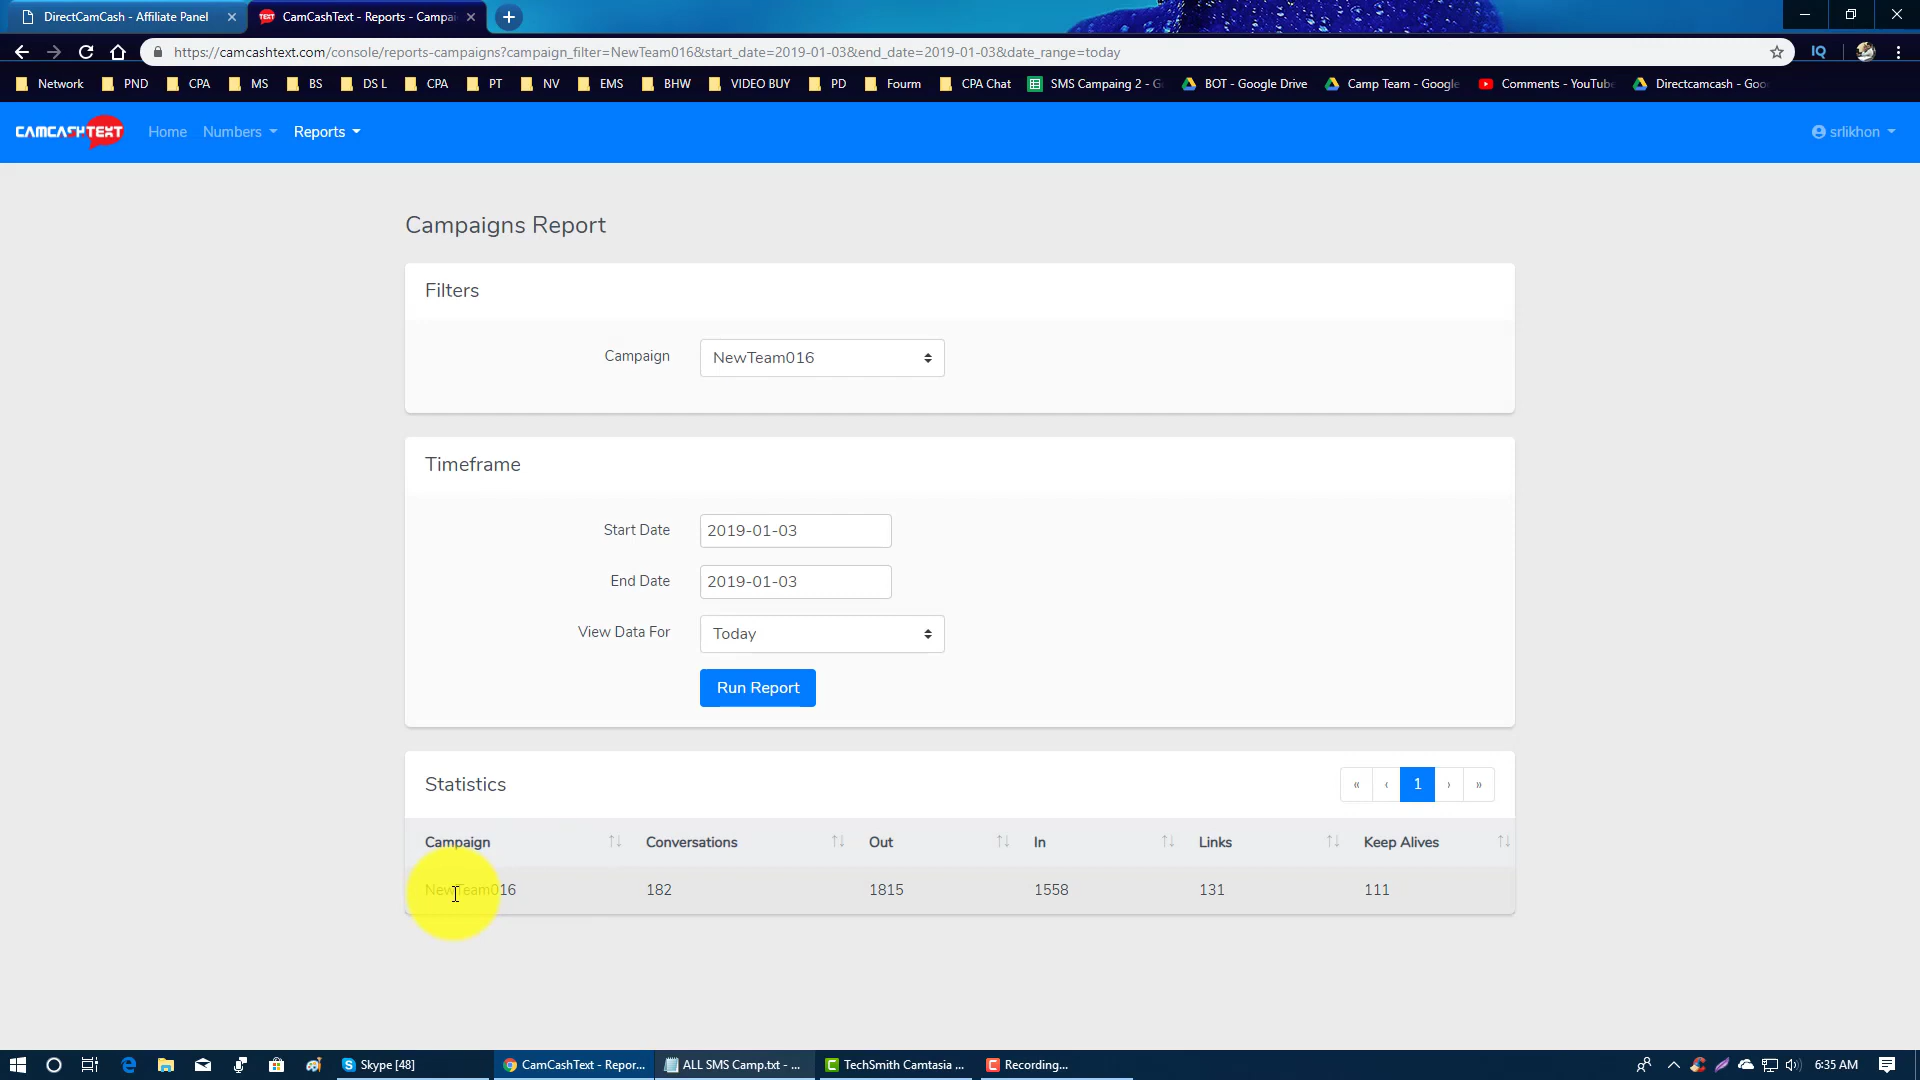 DirectCamCash - Affiliate Panel
CamCashText - Reports - Campai
https://camcashtext.com/console/reports-campaigns?campaign_filter=NewTeam016&start_date=2019-01-03&end_date=2019-01-03&date_range=today
IQ
Network PND CPA MS BS DS L CPA PT NV EMS BHW VIDEO BUY PD Fourm CPA Chat SMS Campaing 2 - G BOT - Google Drive Camp Team - Google Comments - YouTube Directcamcash - Goo
CAMCASHTEXT Home Numbers Reports srlikhon
Campaigns Report
Filters
Campaign NewTeam016
Timeframe
Start Date 2019-01-03
End Date 2019-01-03
View Data For Today
Run Report
Statistics « ‹ 1 › »
Campaign Conversations Out In Links Keep Alives
NewTeam016 182 1815 1558 131 111
Skype [48] CamCashText - Repor... ALL SMS Camp.txt - ... TechSmith Camtasia ... Recording... 6:35 AM